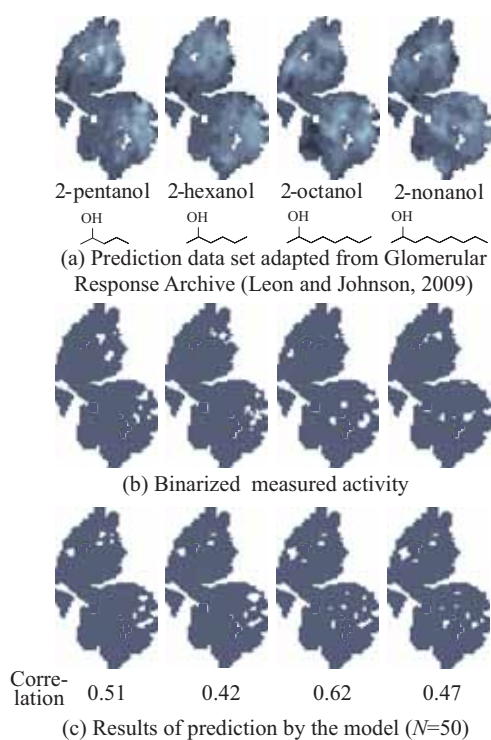 2-pentanol 2-hexanol 2-octanol 2-nonanol
OH OH OH OH
(a) Prediction data set adapted from Glomerular
Response Archive (Leon and Johnson, 2009)
(b) Binarized measured activity
Corre-
lation 0.51 0.42 0.62 0.47
(c) Results of prediction by the model (N=50)